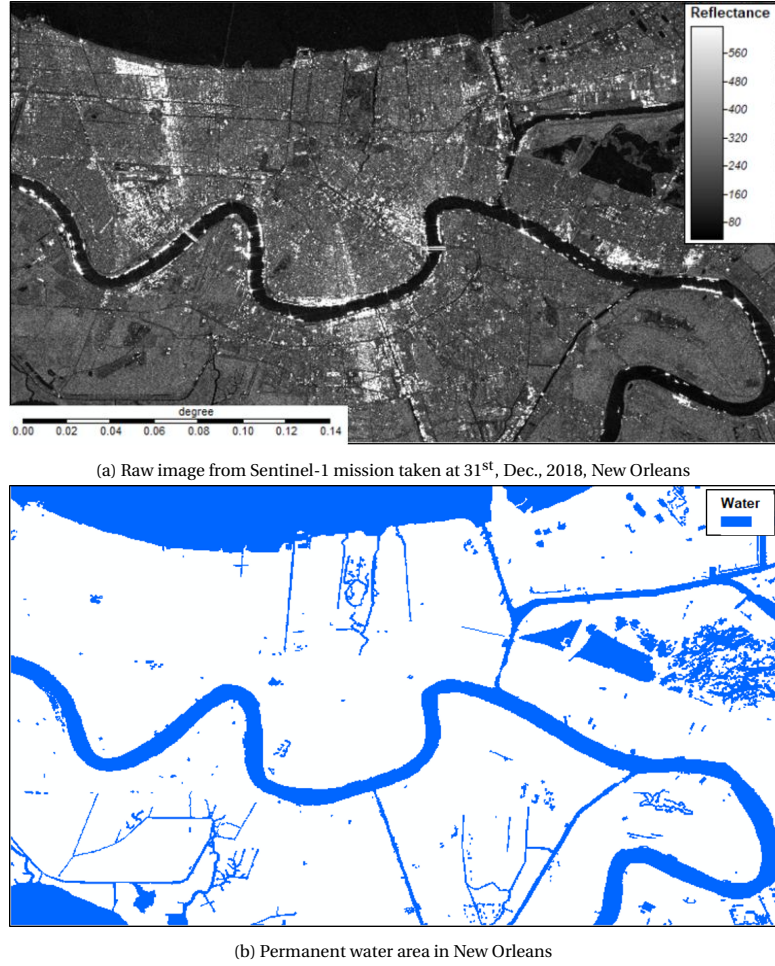 Reflectance
560
480
400
320
240
160
80
degree
0.00 0.02 0.04 0.06 0.08 0.10 0.12 0.14
(a) Raw image from Sentinel-1 mission taken at 31st, Dec., 2018, New Orleans
Water
(b) Permanent water area in New Orleans